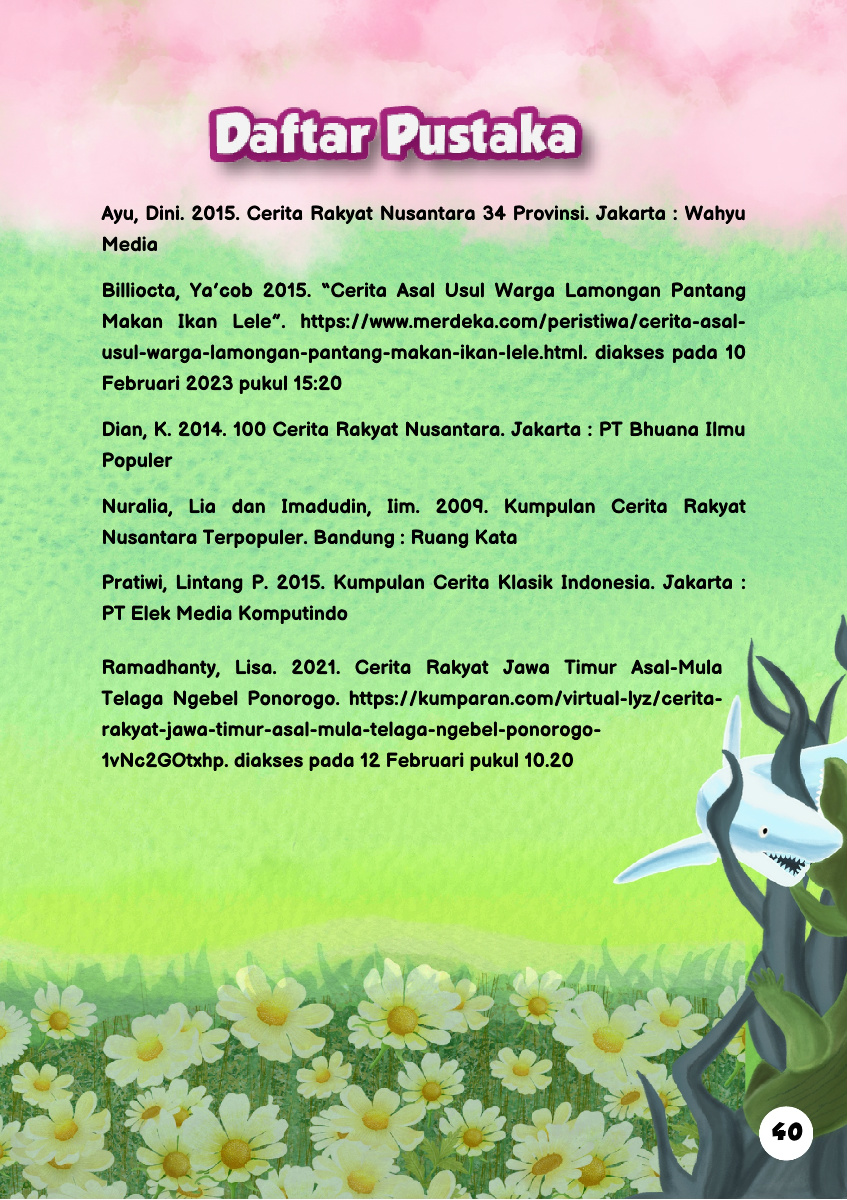 Daftar Pustaka
Ayu, Dini. 2015. Cerita Rakyat Nusantara 34 Provinsi. Jakarta : Wahyu
Media
Billiocta, Ya’cob 2015. “Cerita Asal Usul Warga Lamongan Pantang
Makan Ikan Lele”. https://www.merdeka.com/peristiwa/cerita-asal-
usul-warga-lamongan-pantang-makan-ikan-lele.html. diakses pada 10
Februari 2023 pukul 15:20
Dian, K. 2014. 100 Cerita Rakyat Nusantara. Jakarta : PT Bhuana Ilmu
Populer
Nuralia, Lia dan Imadudin, Iim. 2009. Kumpulan Cerita Rakyat
Nusantara Terpopuler. Bandung : Ruang Kata
Pratiwi, Lintang P. 2015. Kumpulan Cerita Klasik Indonesia. Jakarta :
PT Elek Media Komputindo
Ramadhanty, Lisa. 2021. Cerita Rakyat Jawa Timur Asal-Mula
Telaga Ngebel Ponorogo. https://kumparan.com/virtual-lyz/cerita-
rakyat-jawa-timur-asal-mula-telaga-ngebel-ponorogo-
1vNc2GOtxhp. diakses pada 12 Februari pukul 10.20
40